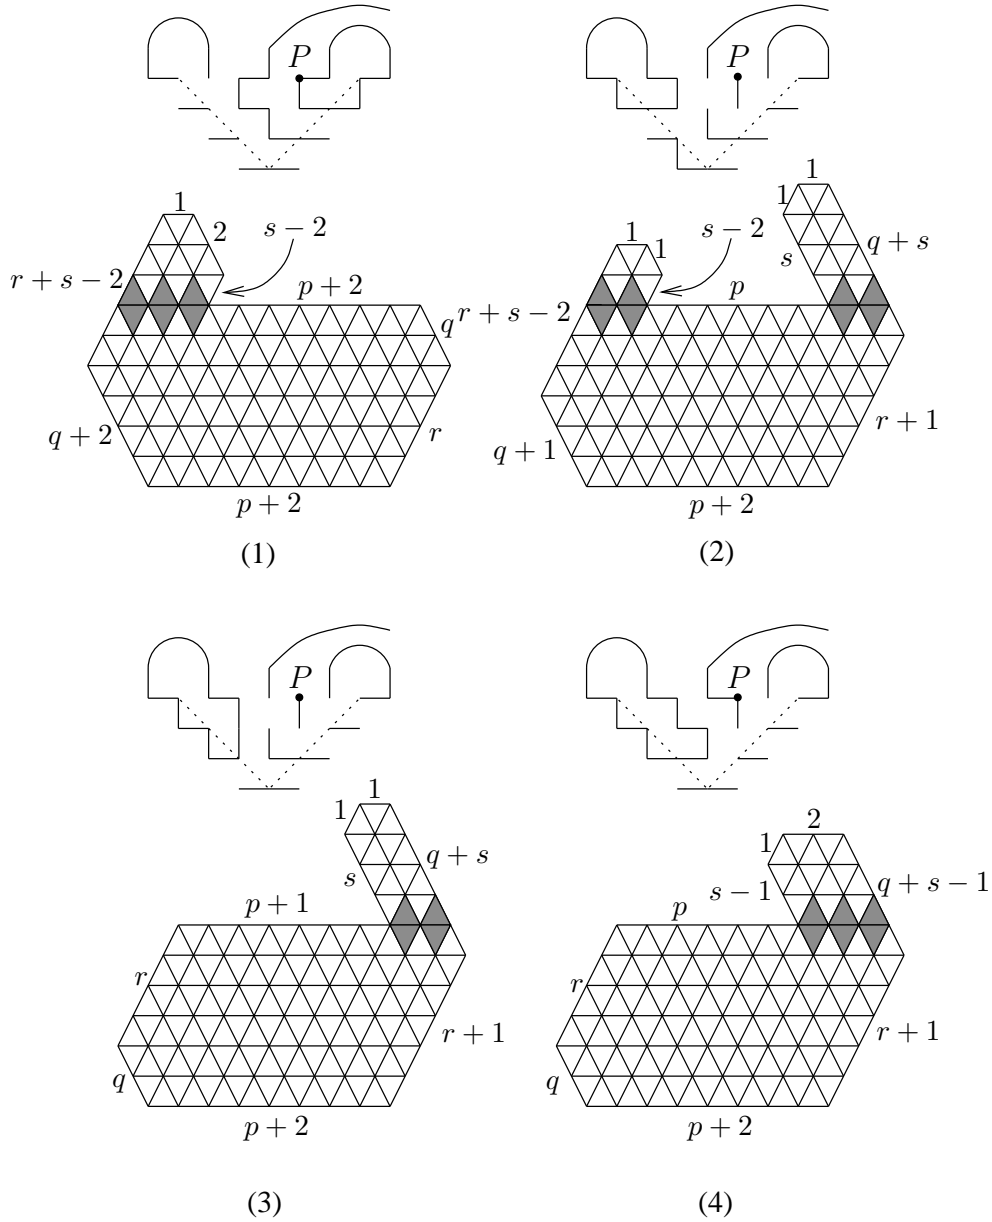 P P
1
1 1
2 s − 2 1 1 s − 2 s q + s
r + s − 2 p + 2 q r + s − 2 p
q + 2 r q + 1 r + 1
p + 2 p + 2
(1) (2)
P P
1 1 2
1 q + s 1
s s − 1 q + s − 1
p + 1 p
r r
r + 1 r + 1
q q
p + 2 p + 2
(3) (4)